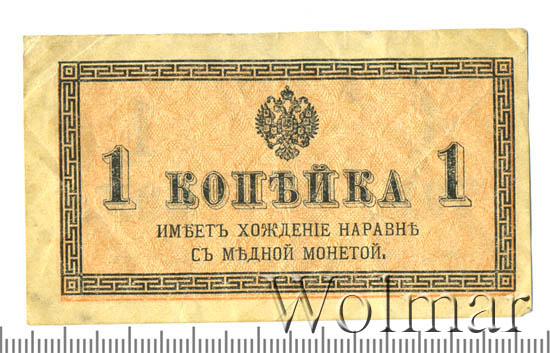 1 КОПѢЙКА 1
ИМѢЕТЪ ХОЖДЕНІЕ НАРАВНѢ
СЪ МѢДНОЙ МОНЕТОЙ.
Wolmar